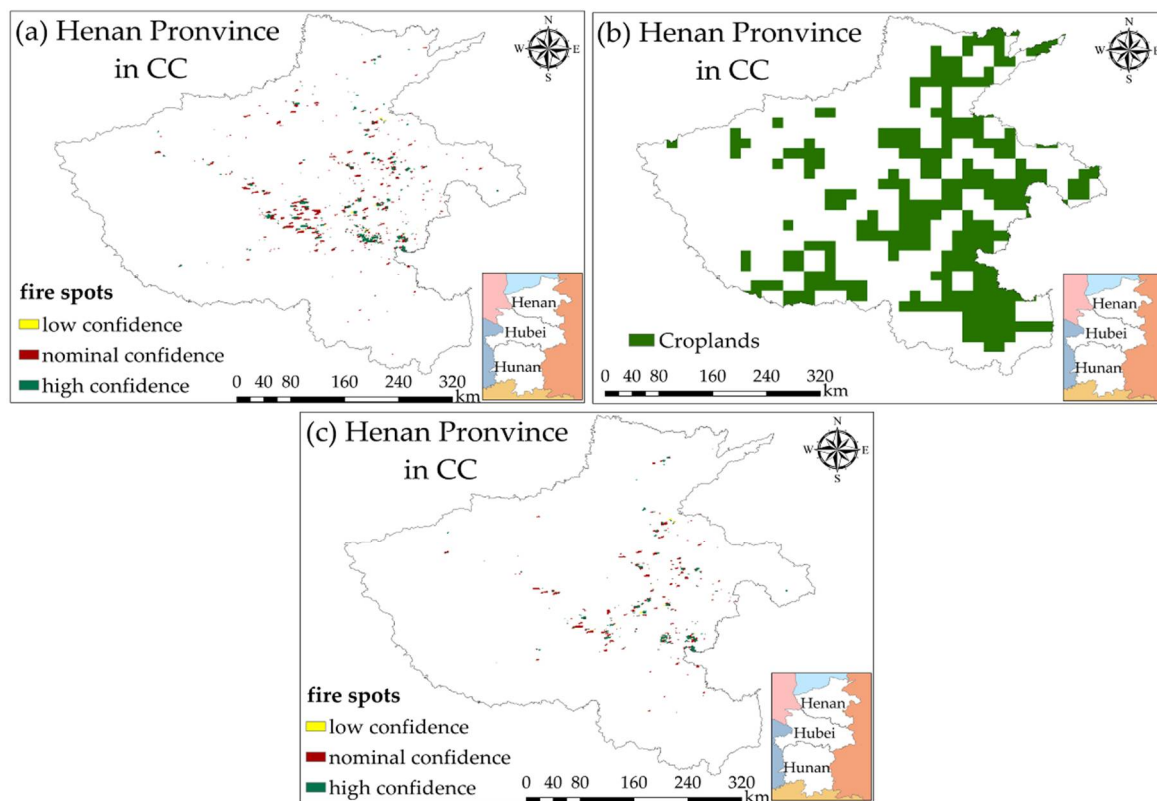 (a) Henan Pronvince
in CC
N
W E
S
fire spots
low confidence
nominal confidence
high confidence
0 40 80 160 240 320
km
Henan
Hubei
Hunan
(b) Henan Pronvince
in CC
N
W E
S
Croplands
0 40 80 160 240 320
km
Henan
Hubei
Hunan
(c) Henan Pronvince
in CC
N
W E
S
fire spots
low confidence
nominal confidence
high confidence
0 40 80 160 240 320
km
Henan
Hubei
Hunan